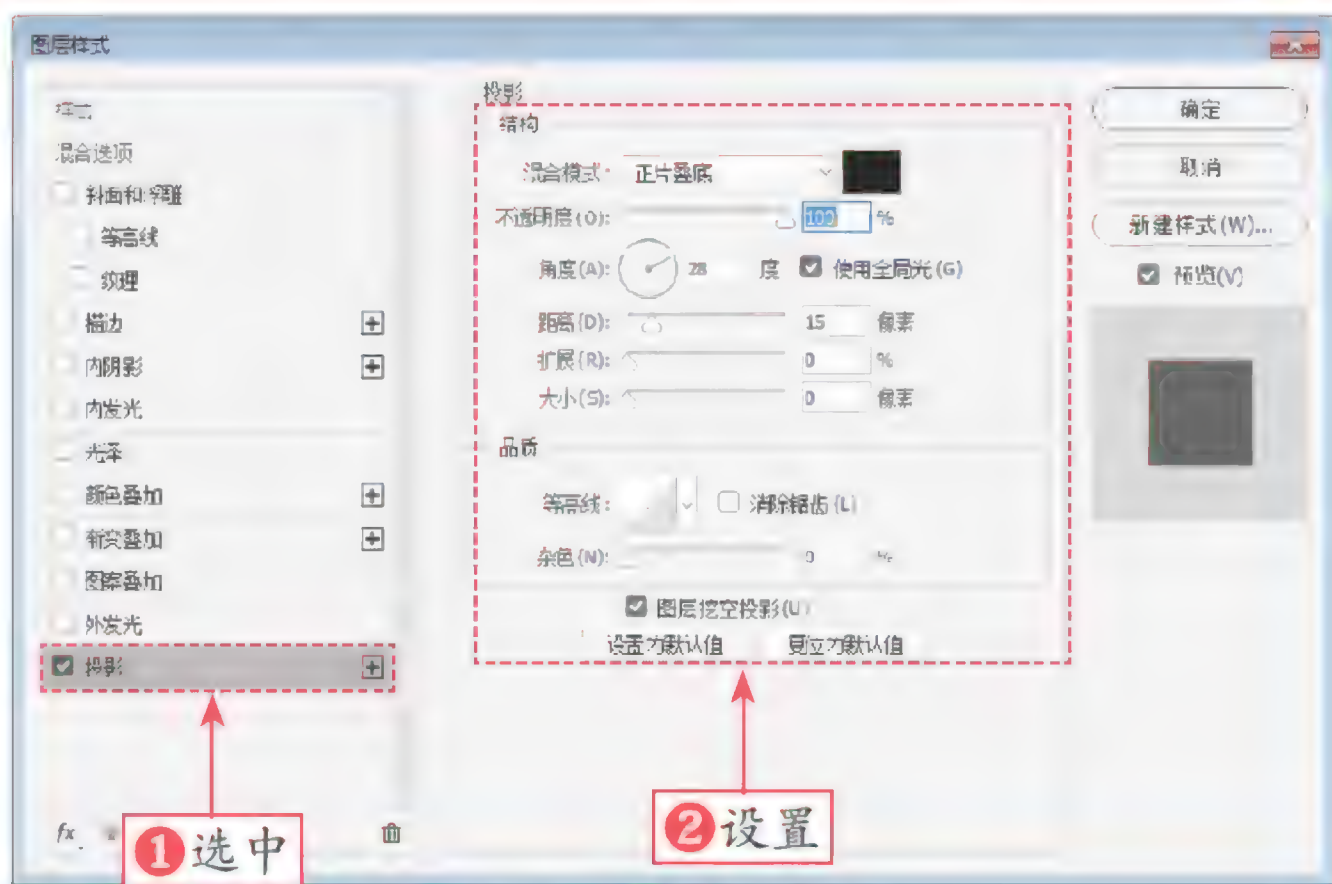 图层样式
样式
混合选项
斜面和浮雕
等高线
纹理
描边
内阴影
内发光
光泽
颜色叠加
渐变叠加
图案叠加
外发光
投影
fx
❶选中
投影
结构
混合模式: 正片叠底
不透明度(O): 100 %
角度(A): 28 度 使用全局光(G)
距离(D): 15 像素
扩展(R): 0 %
大小(S): 0 像素
品质
等高线: 消除锯齿(L)
杂色(N): 0 %
图层挖空投影(U)
设置为默认值 复位为默认值
❷设置
确定
取消
新建样式(W)...
预览(V)